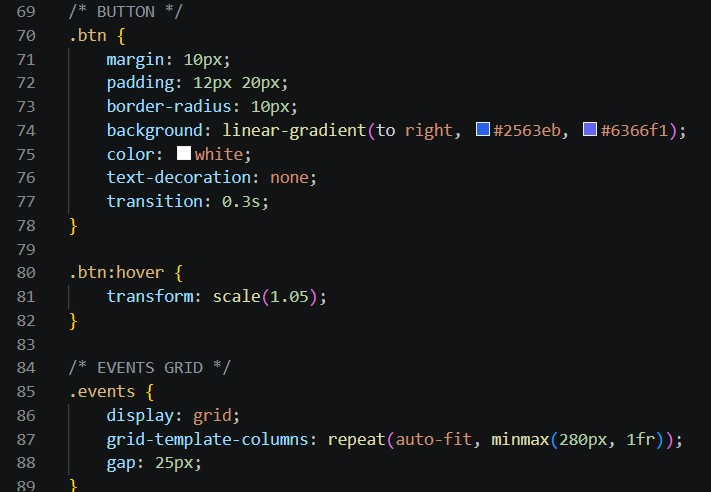 69 /* BUTTON */
70 .btn {
71     margin: 10px;
72     padding: 12px 20px;
73     border-radius: 10px;
74     background: linear-gradient(to right, #2563eb, #6366f1);
75     color: white;
76     text-decoration: none;
77     transition: 0.3s;
78 }
79
80 .btn:hover {
81     transform: scale(1.05);
82 }
83
84 /* EVENTS GRID */
85 .events {
86     display: grid;
87     grid-template-columns: repeat(auto-fit, minmax(280px, 1fr));
88     gap: 25px;
89 }